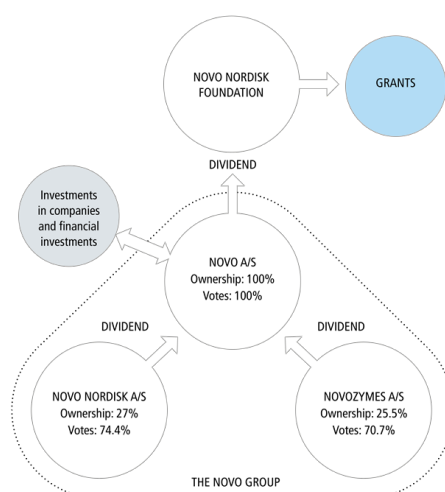 NOVO NORDISK
FOUNDATION
GRANTS
DIVIDEND
Investments
in companies
and financial
investments
NOVO A/S
Ownership: 100%
Votes: 100%
DIVIDEND
DIVIDEND
NOVO NORDISK A/S
Ownership: 27%
Votes: 74.4%
NOVOZYMES A/S
Ownership: 25.5%
Votes: 70.7%
THE NOVO GROUP